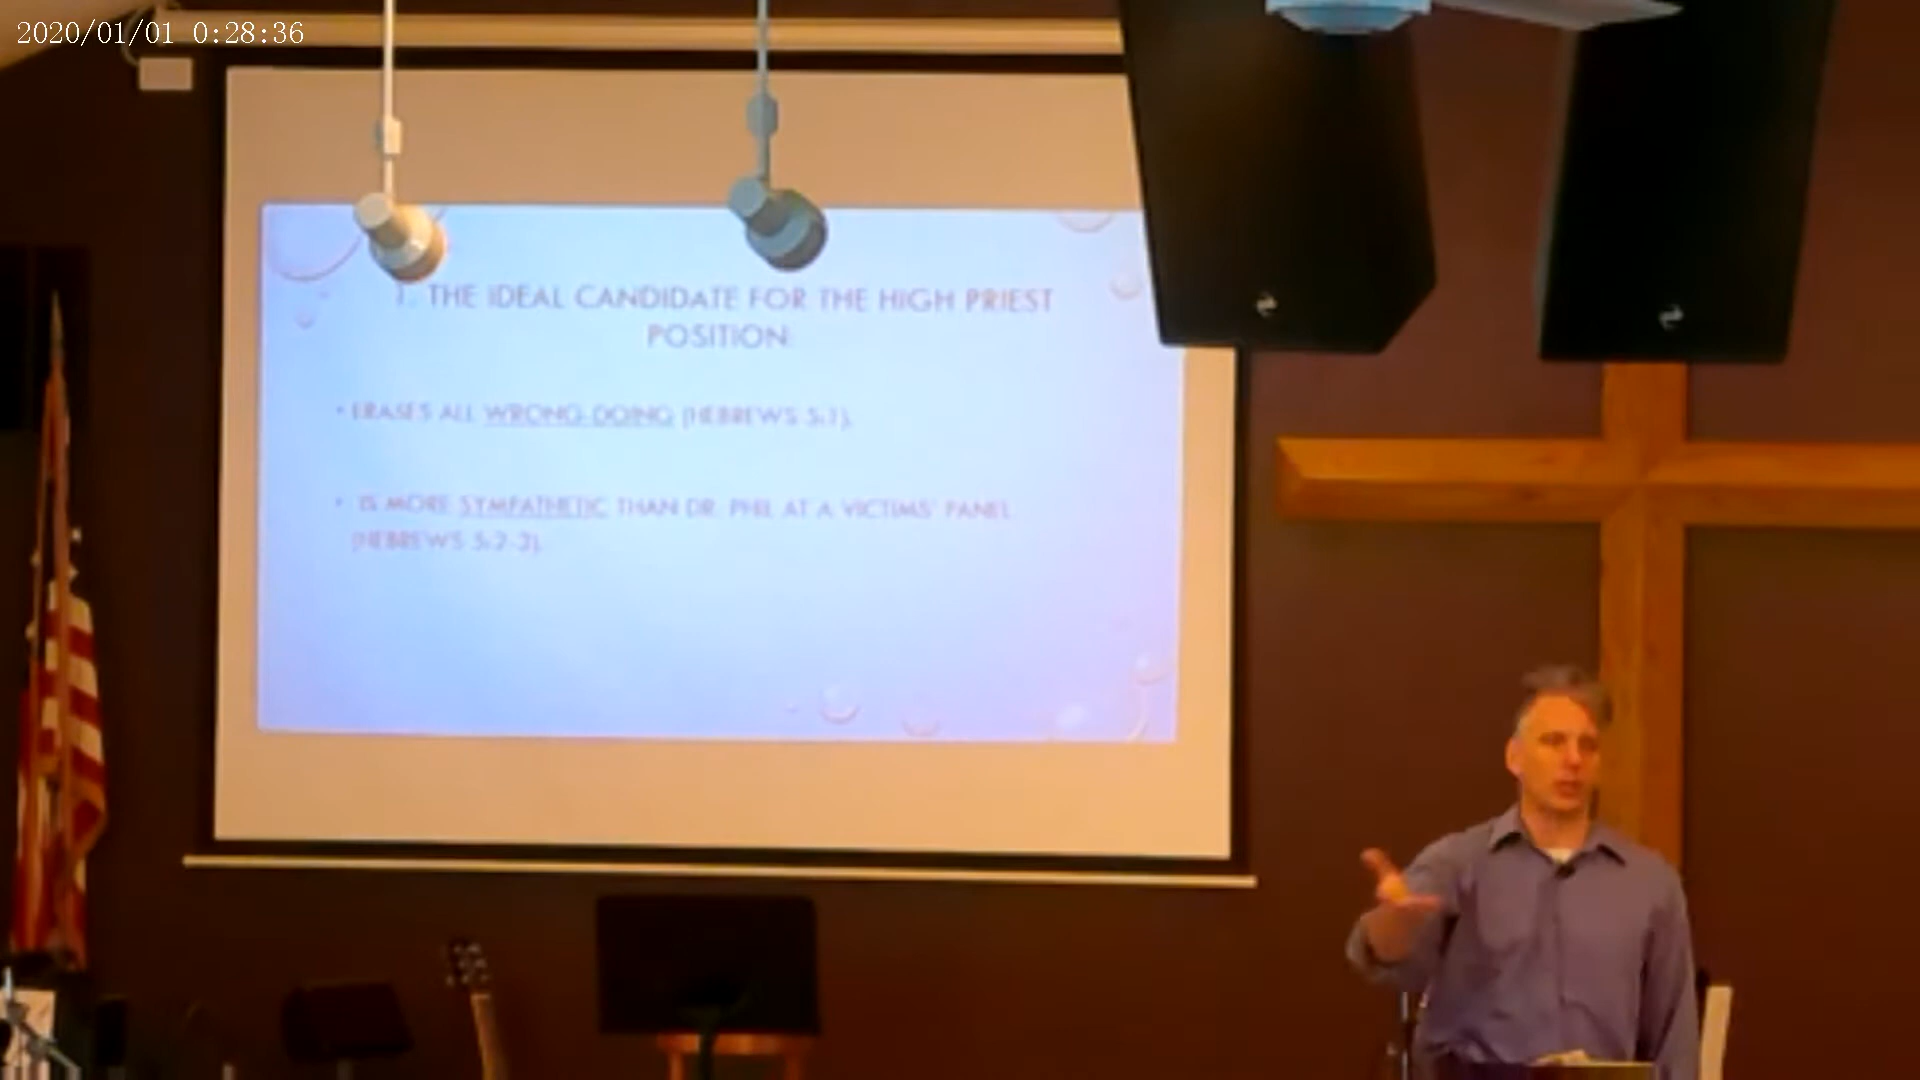 2020/01/01 0:28:36
1. THE IDEAL CANDIDATE FOR THE HIGH PRIEST
POSITION:
• ERASES ALL WRONG-DOING (HEBREWS 5:1).
• IS MORE SYMPATHETIC THAN DR. PHIL AT A VICTIMS' PANEL
(HEBREWS 5:2-3).